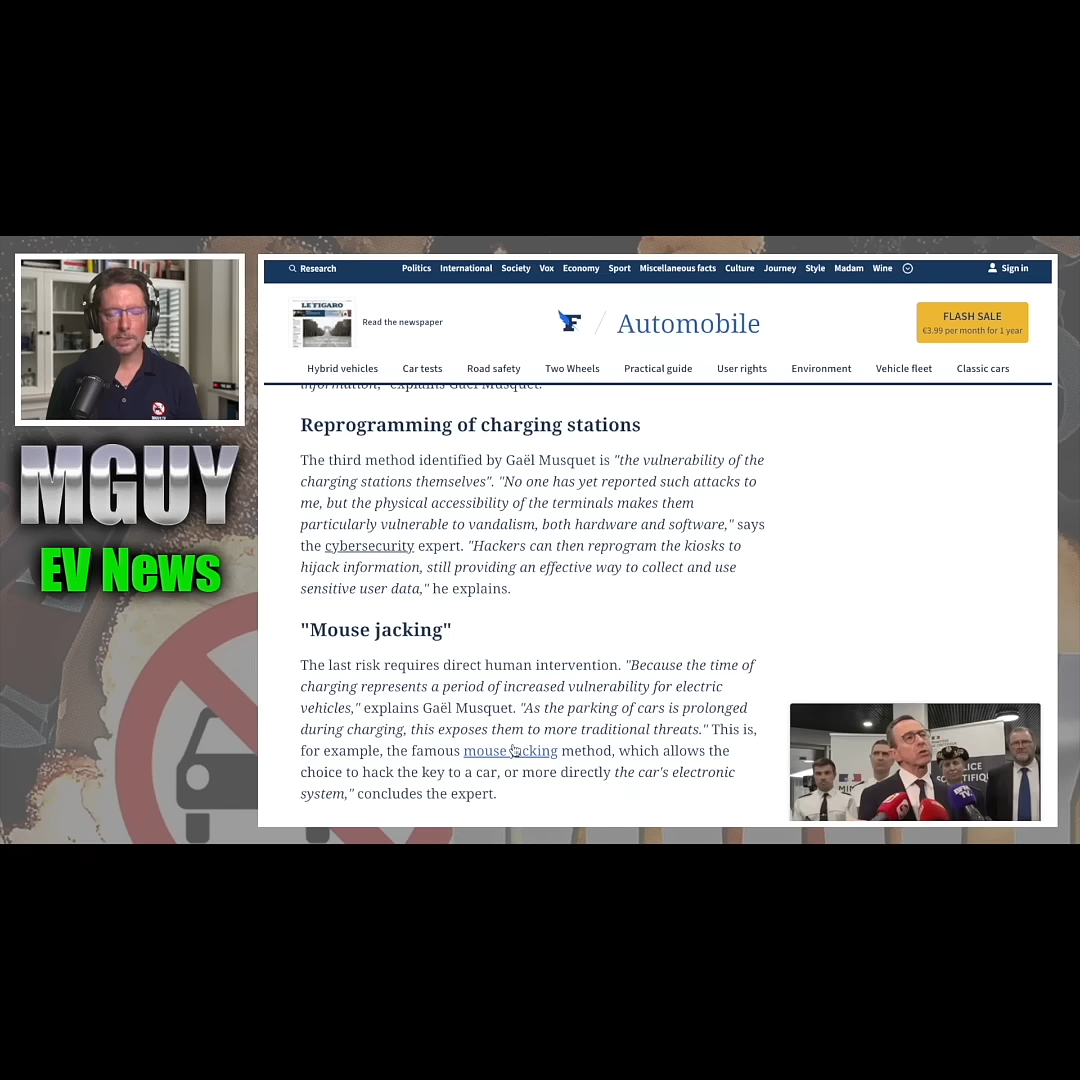 Research
Politics International Society Vox Economy Sport Miscellaneous facts Culture Journey Style Madam Wine
Sign in
LE FIGARO
Read the newspaper
F / Automobile
FLASH SALE
€3.99 per month for 1 year
Hybrid vehicles Car tests Road safety Two Wheels Practical guide User rights Environment Vehicle fleet Classic cars
information," explains Gaël Musquet.
Reprogramming of charging stations
The third method identified by Gaël Musquet is "the vulnerability of the
charging stations themselves". "No one has yet reported such attacks to
me, but the physical accessibility of the terminals makes them
particularly vulnerable to vandalism, both hardware and software," says
the cybersecurity expert. "Hackers can then reprogram the kiosks to
hijack information, still providing an effective way to collect and use
sensitive user data," he explains.
"Mouse jacking"
The last risk requires direct human intervention. "Because the time of
charging represents a period of increased vulnerability for electric
vehicles," explains Gaël Musquet. "As the parking of cars is prolonged
during charging, this exposes them to more traditional threats." This is,
for example, the famous mouse jacking method, which allows the
choice to hack the key to a car, or more directly the car's electronic
system," concludes the expert.
MGUY
EV News